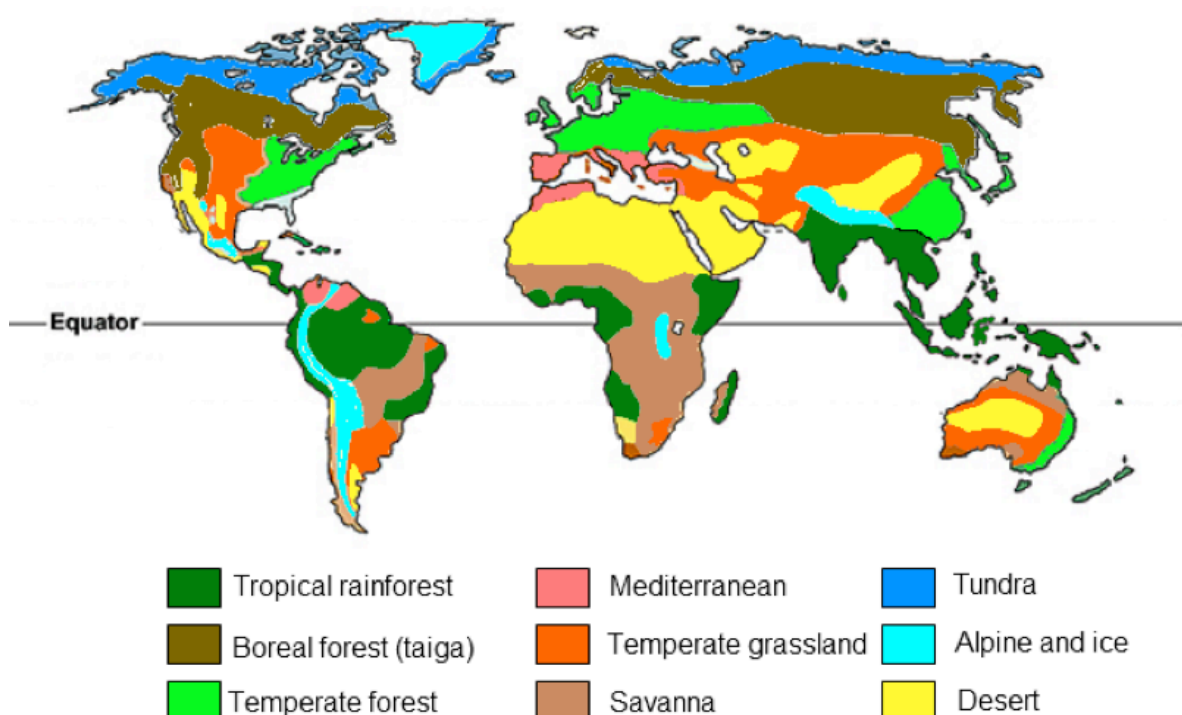 Equator
Tropical rainforest
Mediterranean
Tundra
Boreal forest (taiga)
Temperate grassland
Alpine and ice
Temperate forest
Savanna
Desert